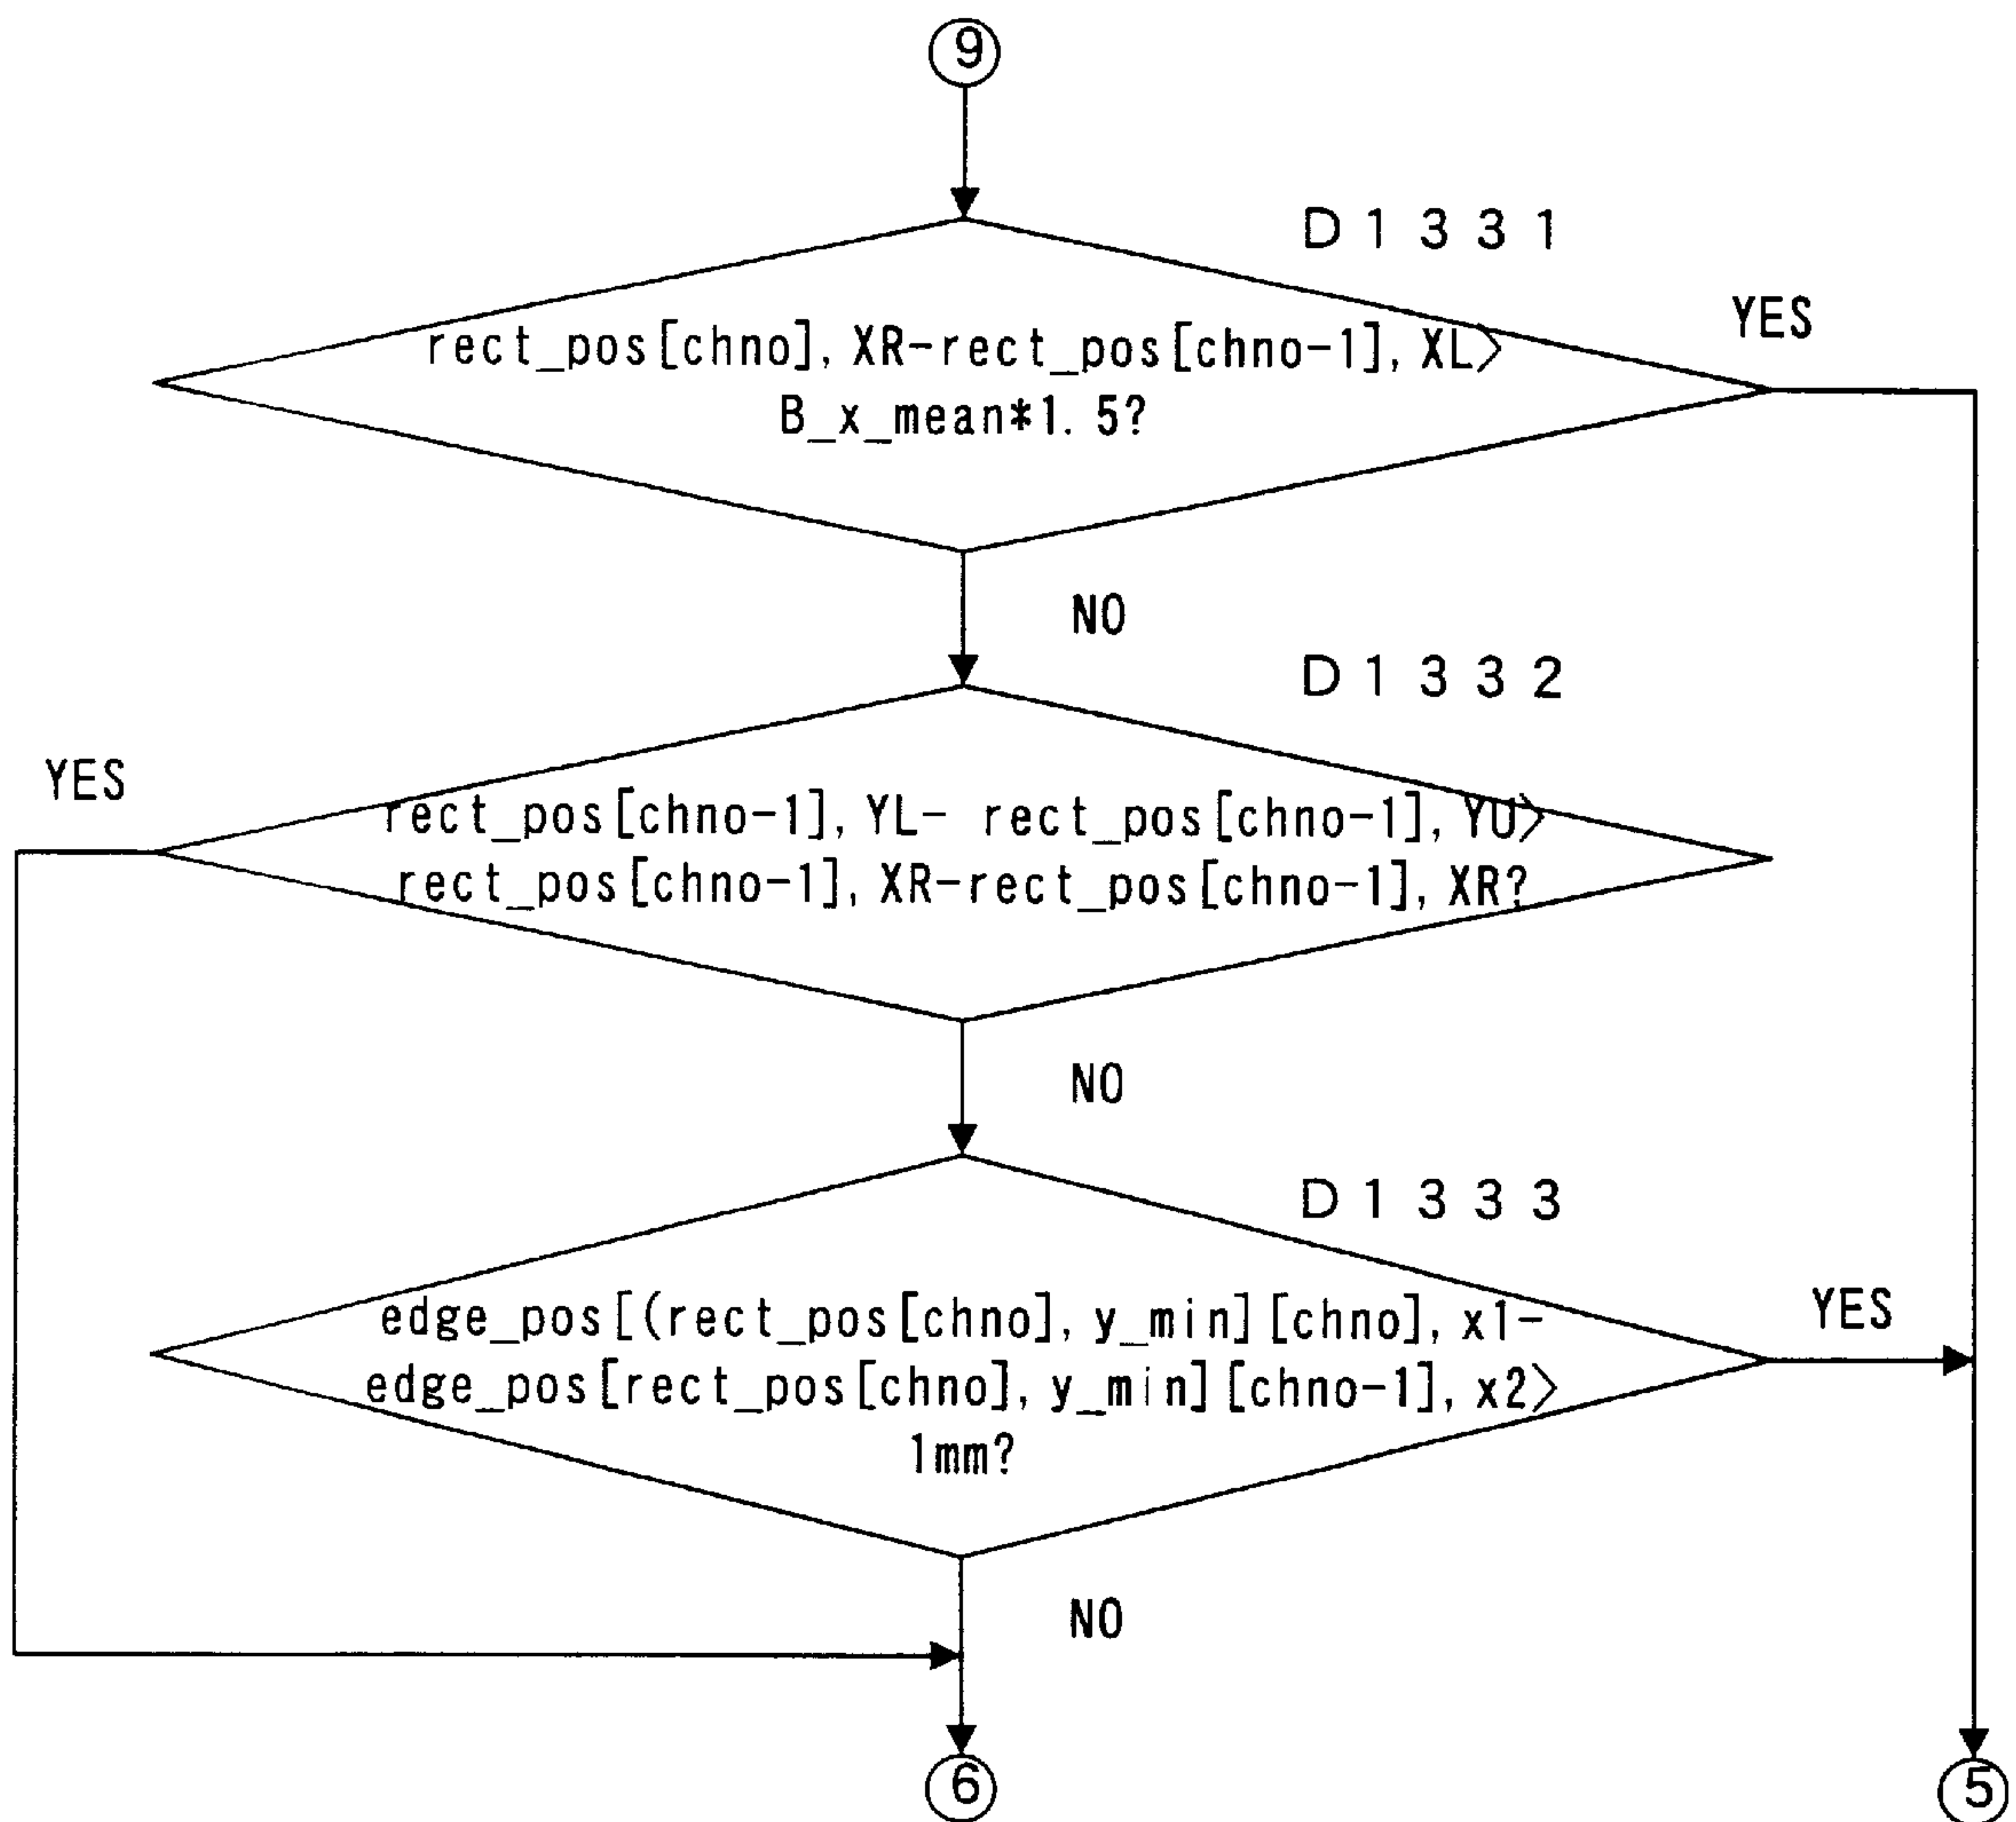 9
D1331
YES
rect_pos[chno], XR-rect_pos[chno-1], XL>
B_x_mean*1.5?
NO
D1332
YES
rect_pos[chno-1], YL- rect_pos[chno-1], YU>
rect_pos[chno-1], XR-rect_pos[chno-1], XR?
NO
D1333
YES
edge_pos[(rect_pos[chno], y_min][chno], x1-
edge_pos[rect_pos[chno], y_min][chno-1], x2>
1mm?
NO
6
5